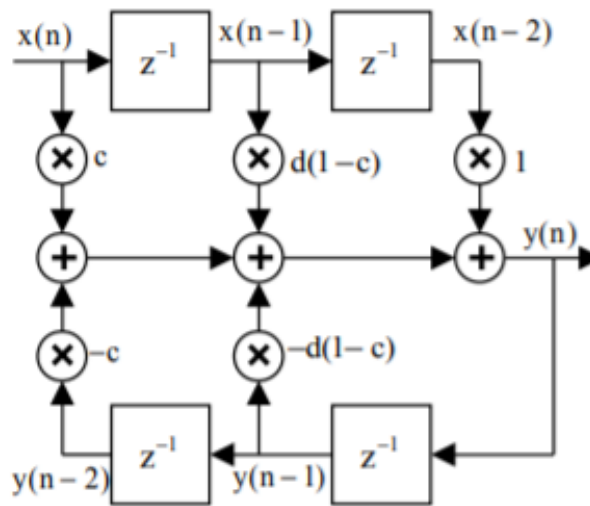 x(n) x(n−1) x(n−2)
z⁻¹ z⁻¹
× c × d(1−c) × 1
+ + + y(n)
× −c × −d(1−c)
z⁻¹ z⁻¹
y(n−2) y(n−1)